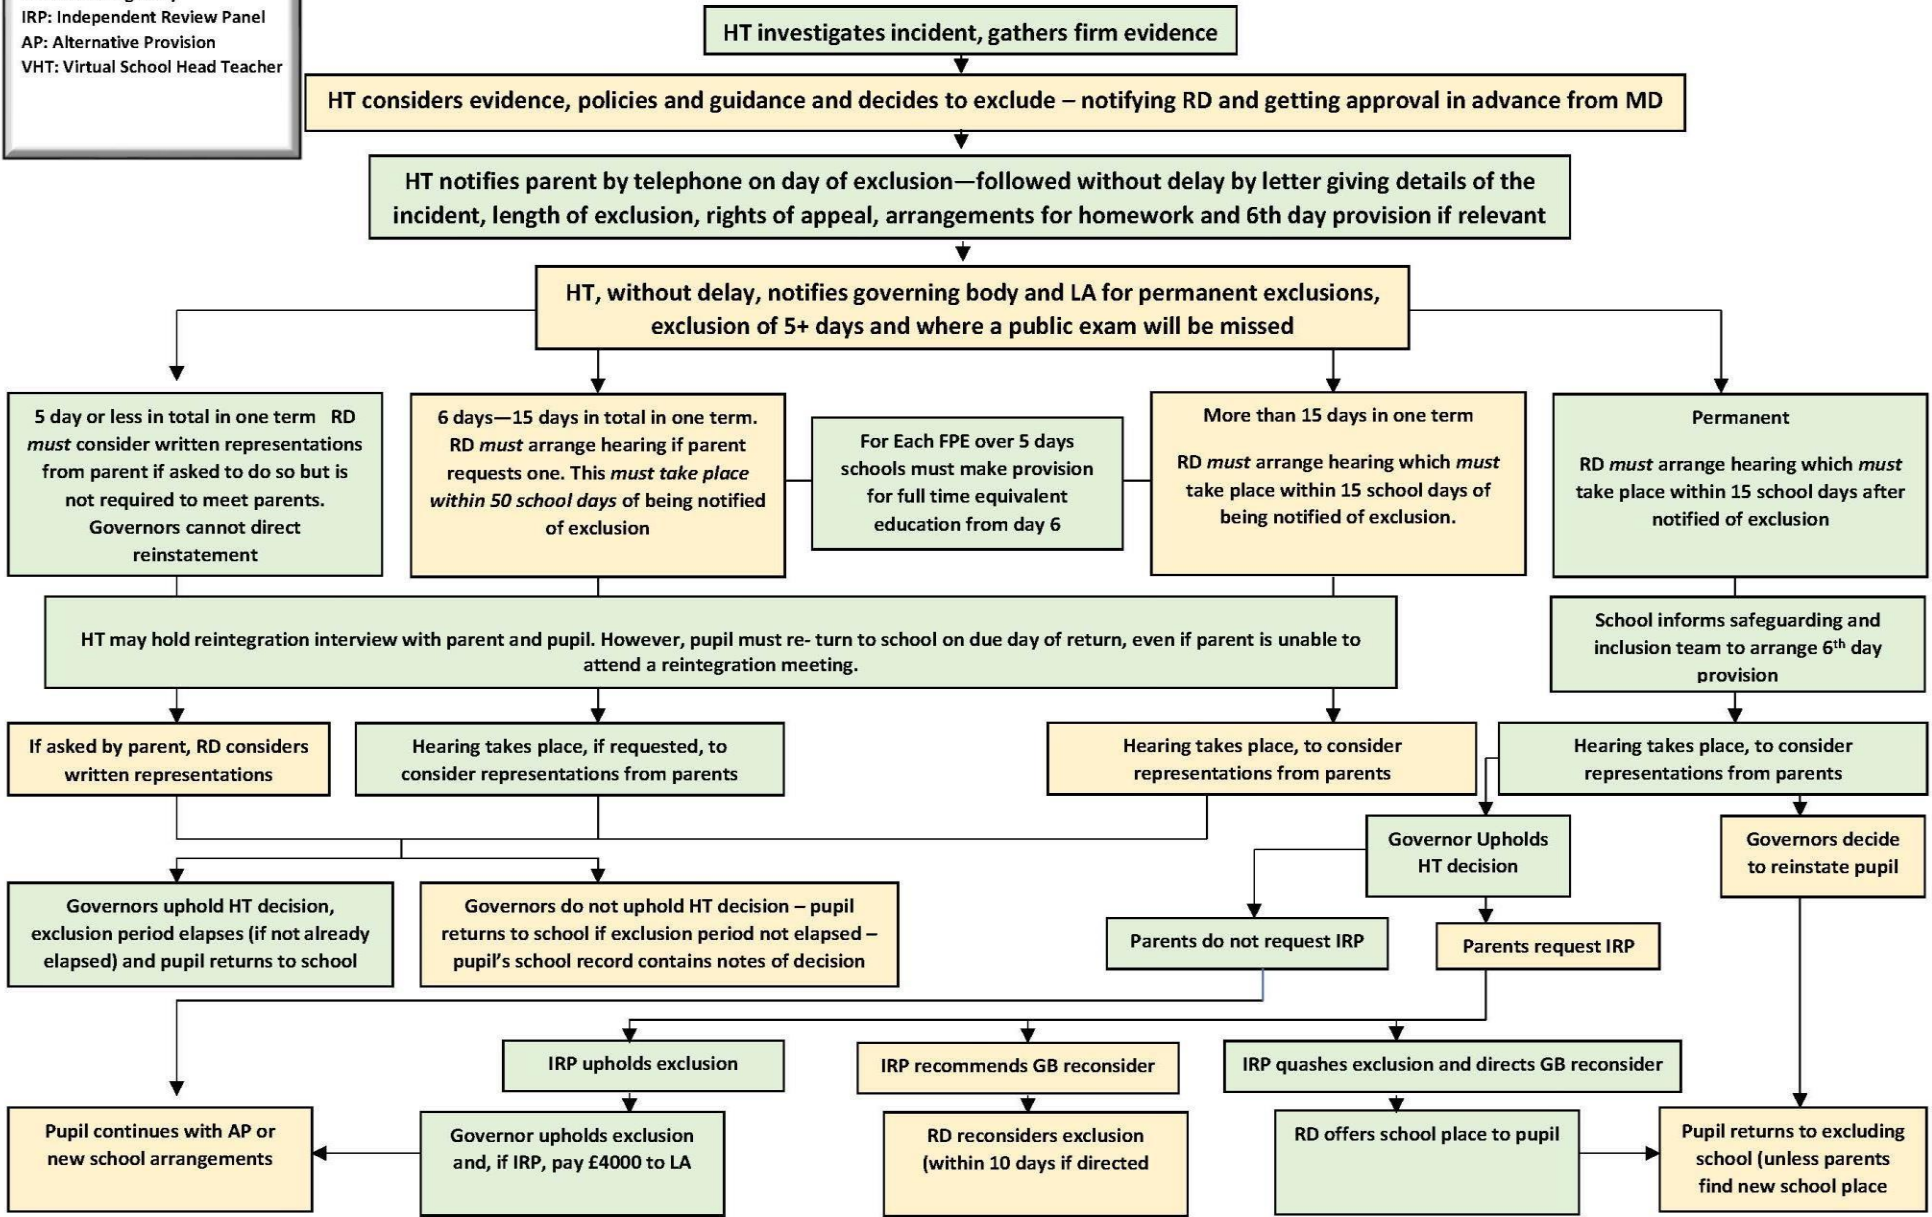 IRP: Independent Review Panel
AP: Alternative Provision
VHT: Virtual School Head Teacher
HT investigates incident, gathers firm evidence
HT considers evidence, policies and guidance and decides to exclude – notifying RD and getting approval in advance from MD
HT notifies parent by telephone on day of exclusion—followed without delay by letter giving details of the
incident, length of exclusion, rights of appeal, arrangements for homework and 6th day provision if relevant
HT, without delay, notifies governing body and LA for permanent exclusions,
exclusion of 5+ days and where a public exam will be missed
5 day or less in total in one term RD
must consider written representations
from parent if asked to do so but is
not required to meet parents.
Governors cannot direct
reinstatement
6 days—15 days in total in one term.
RD must arrange hearing if parent
requests one. This must take place
within 50 school days of being notified
of exclusion
For Each FPE over 5 days
schools must make provision
for full time equivalent
education from day 6
More than 15 days in one term
RD must arrange hearing which must
take place within 15 school days of
being notified of exclusion.
Permanent
RD must arrange hearing which must
take place within 15 school days after
notified of exclusion
HT may hold reintegration interview with parent and pupil. However, pupil must re- turn to school on due day of return, even if parent is unable to
attend a reintegration meeting.
School informs safeguarding and
inclusion team to arrange 6th day
provision
If asked by parent, RD considers
written representations
Hearing takes place, if requested, to
consider representations from parents
Hearing takes place, to consider
representations from parents
Hearing takes place, to consider
representations from parents
Governor Upholds
HT decision
Governors decide
to reinstate pupil
Governors uphold HT decision,
exclusion period elapses (if not already
elapsed) and pupil returns to school
Governors do not uphold HT decision – pupil
returns to school if exclusion period not elapsed –
pupil's school record contains notes of decision
Parents do not request IRP
Parents request IRP
IRP upholds exclusion
IRP recommends GB reconsider
IRP quashes exclusion and directs GB reconsider
Pupil continues with AP or
new school arrangements
Governor upholds exclusion
and, if IRP, pay £4000 to LA
RD reconsiders exclusion
(within 10 days if directed
RD offers school place to pupil
Pupil returns to excluding
school (unless parents
find new school place